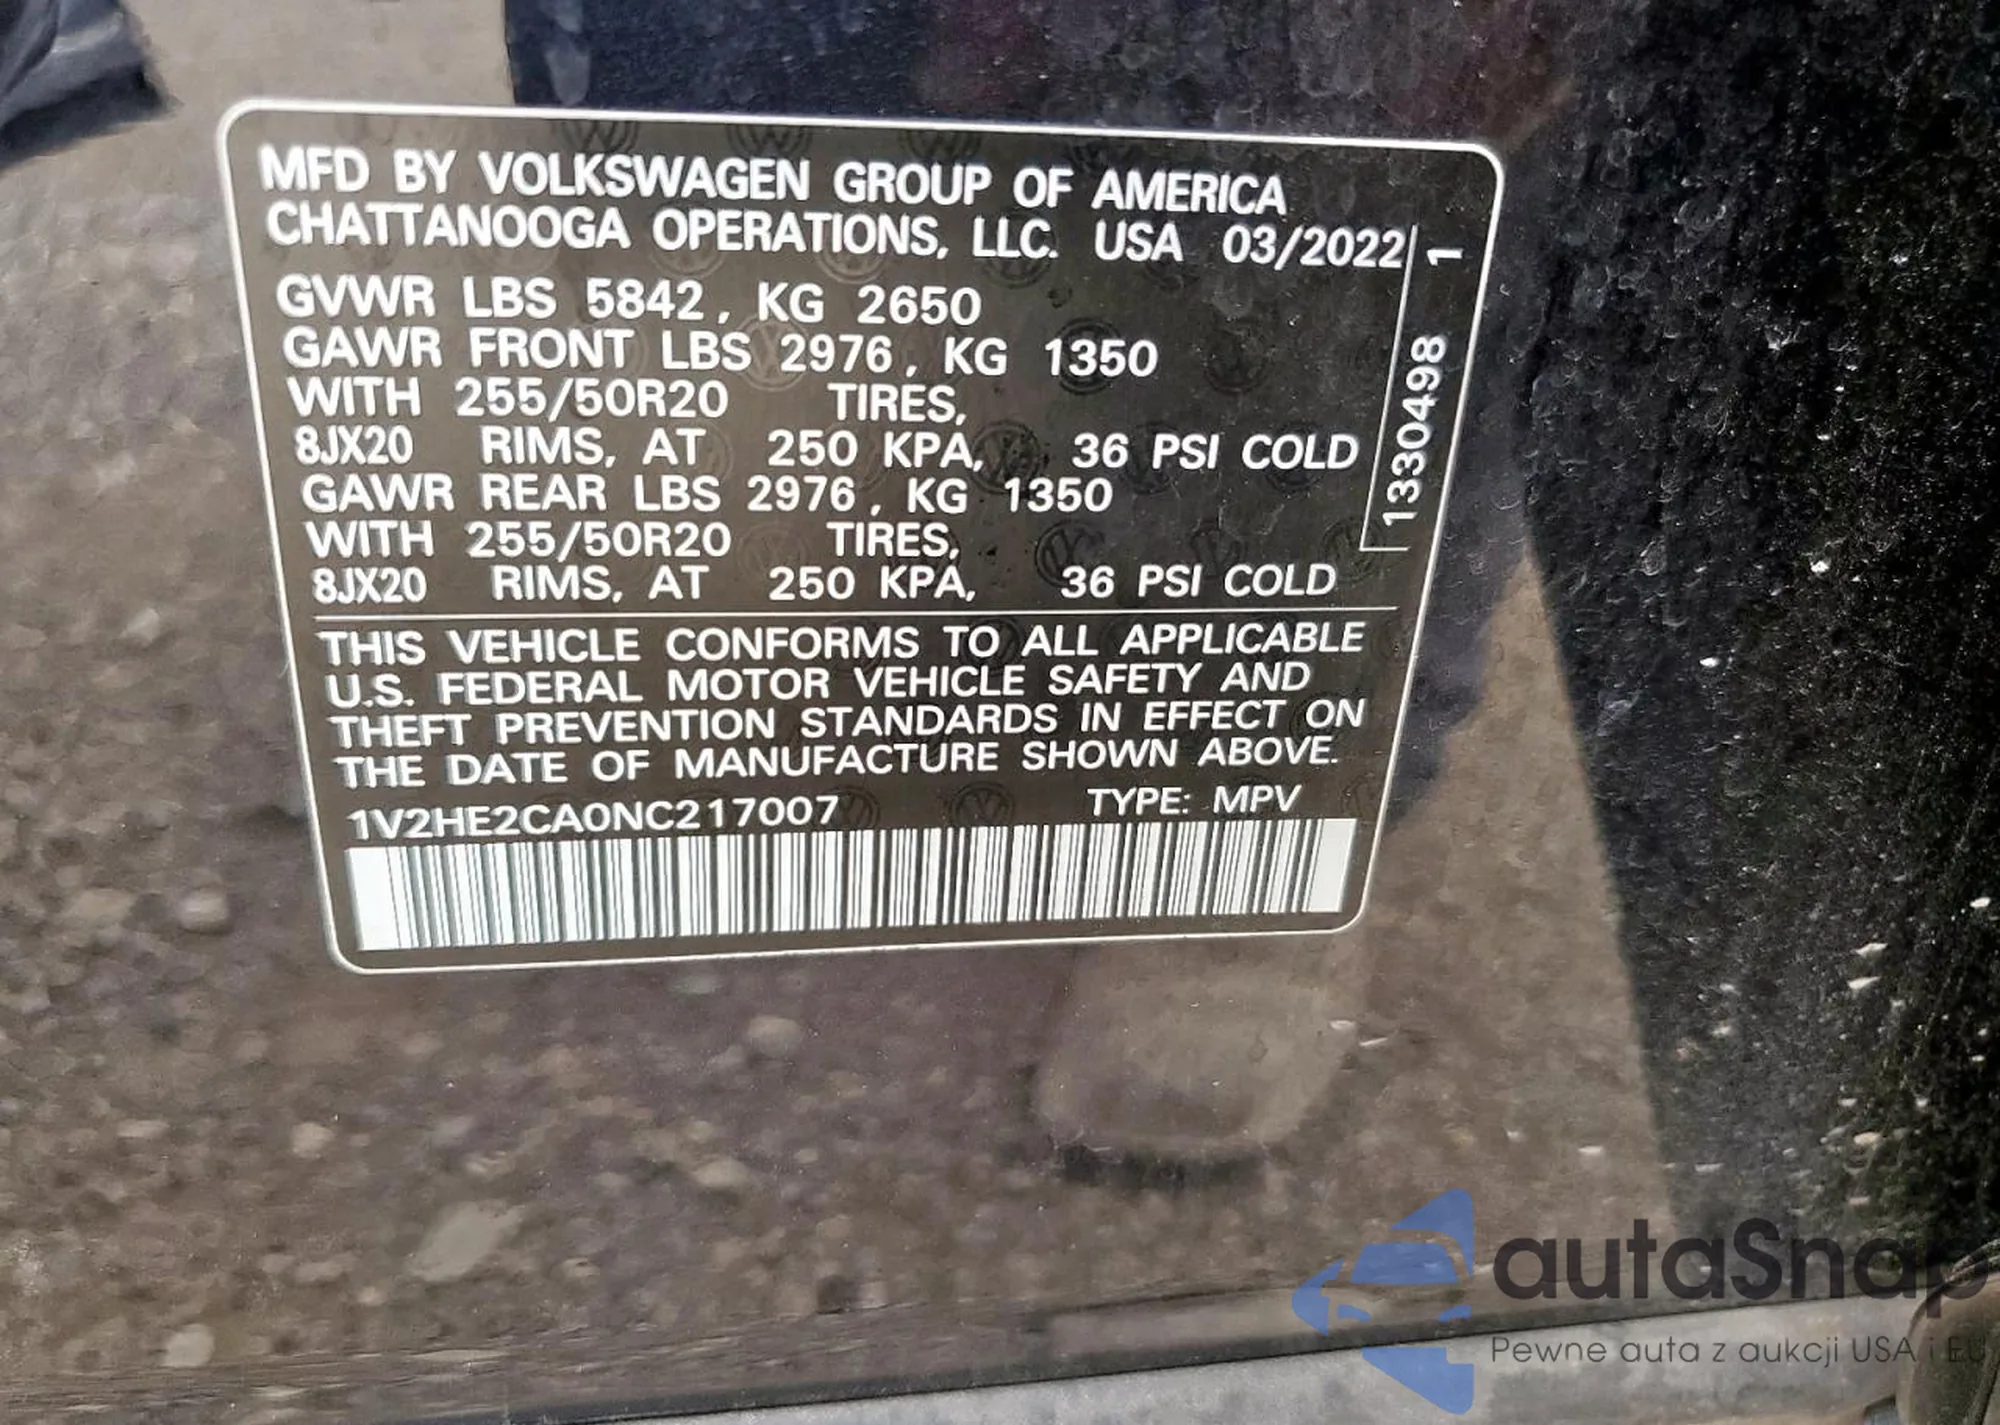 MFD BY VOLKSWAGEN GROUP OF AMERICA
CHATTANOOGA OPERATIONS, LLC. USA 03/2022
GVWR LBS 5842, KG 2650
GAWR FRONT LBS 2976, KG 1350
WITH 255/50R20 TIRES,
8JX20 RIMS, AT 250 KPA, 36 PSI COLD
GAWR REAR LBS 2976, KG 1350
WITH 255/50R20 TIRES,
8JX20 RIMS, AT 250 KPA, 36 PSI COLD
1330498 1
THIS VEHICLE CONFORMS TO ALL APPLICABLE
U.S. FEDERAL MOTOR VEHICLE SAFETY AND
THEFT PREVENTION STANDARDS IN EFFECT ON
THE DATE OF MANUFACTURE SHOWN ABOVE.
1V2HE2CA0NC217007 TYPE: MPV
autaSnap
Pewne auta z aukcji USA i EU